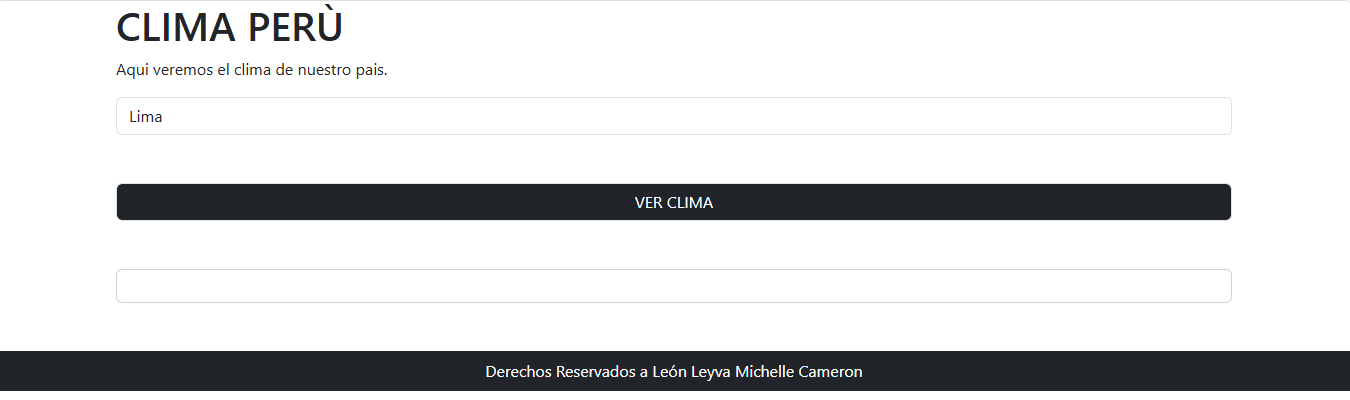 CLIMA PERÙ
Aqui veremos el clima de nuestro pais.
Lima
VER CLIMA
Derechos Reservados a León Leyva Michelle Cameron